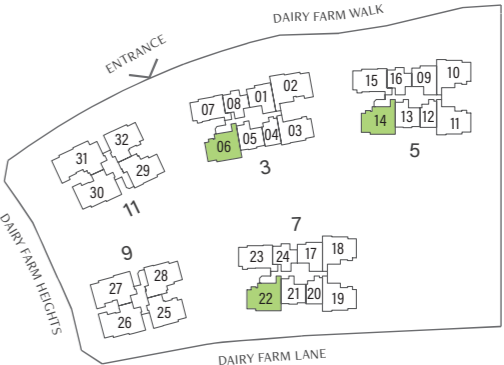 DAIRY FARM WALK
ENTRANCE
15 16 09 10
14 13 12 11
5
07 08 01 02
06 05 04 03
3
31 32
30 29
11
7
23 24 17 18
22 21 20 19
9
27 28
26 25
DAIRY FARM HEIGHTS
DAIRY FARM LANE